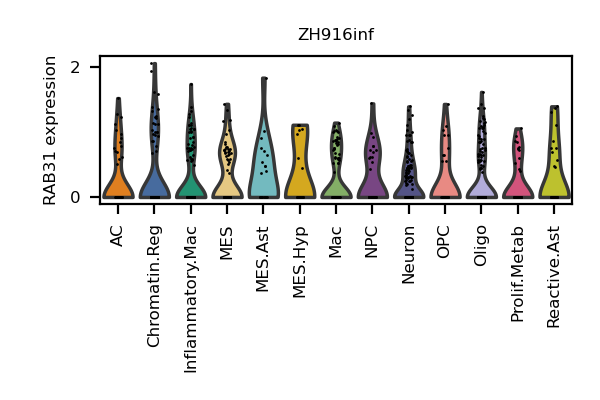 ZH916inf
RAB31 expression
2
0
AC
Chromatin.Reg
Inflammatory.Mac
MES
MES.Ast
MES.Hyp
Mac
NPC
Neuron
OPC
Oligo
Prolif.Metab
Reactive.Ast